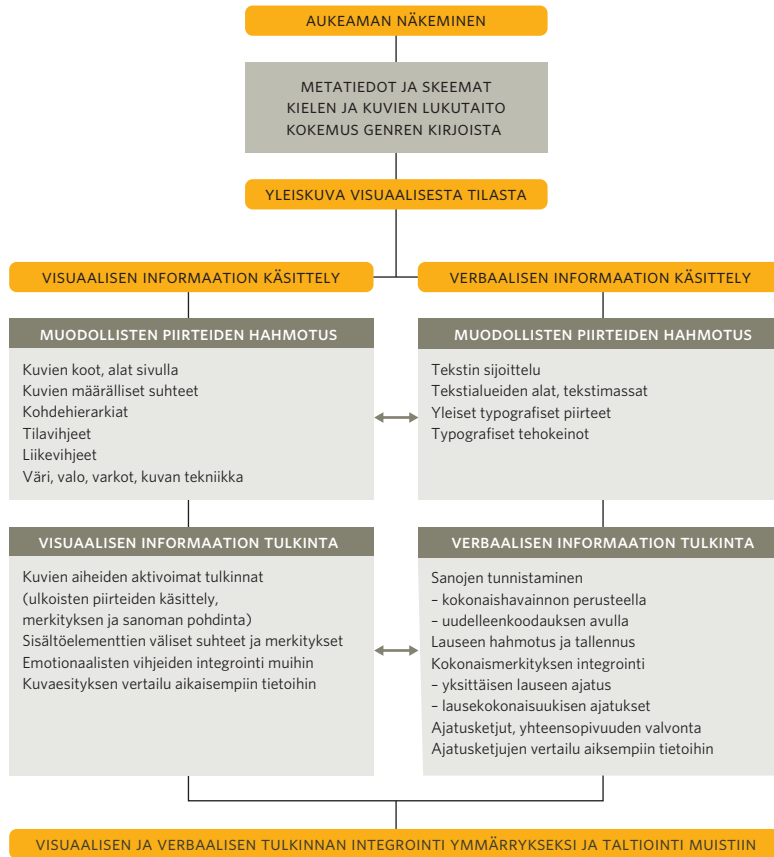 AUKEAMAN NÄKEMINEN
METATIEDOT JA SKEEMAT
KIELEN JA KUVIEN LUKUTAITO
KOKEMUS GENREN KIRJOISTA
YLEISKUVA VISUAALISESTA TILASTA
VISUAALISEN INFORMAATION KÄSITTELY
MUODOLLISTEN PIIRTEIDEN HAHMOTUS
Kuvien koot, alat sivulla
Kuvien määrälliset suhteet
Kohdehierarkiat
Tilavihjeet
Liikevihjeet
Väri, valo, varkot, kuvan tekniikka
VISUAALISEN INFORMAATION TULKINTA
Kuvien aiheiden aktivoimat tulkinnat
(ulkoisten piirteiden käsittely,
merkityksen ja sanoman pohdinta)
Sisältöelementtien väliset suhteet ja merkitykset
Emotionaalisten vihjeiden integrointi muihin
Kuvaesityksen vertailu aikaisempiin tietoihin
VERBAALISEN INFORMAATION KÄSITTELY
MUODOLLISTEN PIIRTEIDEN HAHMOTUS
Tekstin sijoittelu
Tekstialueiden alat, tekstimassat
Yleiset typografiset piirteet
Typografiset tehokeinot
VERBAALISEN INFORMAATION TULKINTA
Sanojen tunnistaminen
– kokonaishavainnon perusteella
– uudelleenkoodauksen avulla
Lauseen hahmotus ja tallennus
Kokonaismerkityksen integrointi
– yksittäisen lauseen ajatus
– lausekokonaisuukisen ajatukset
Ajatusketjut, yhteensopivuuden valvonta
Ajatusketjujen vertailu aiksempiin tietoihin
VISUAALISEN JA VERBAALISEN TULKINNAN INTEGROINTI YMMÄRRYKSEKSI JA TALTIOINTI MUISTIIN